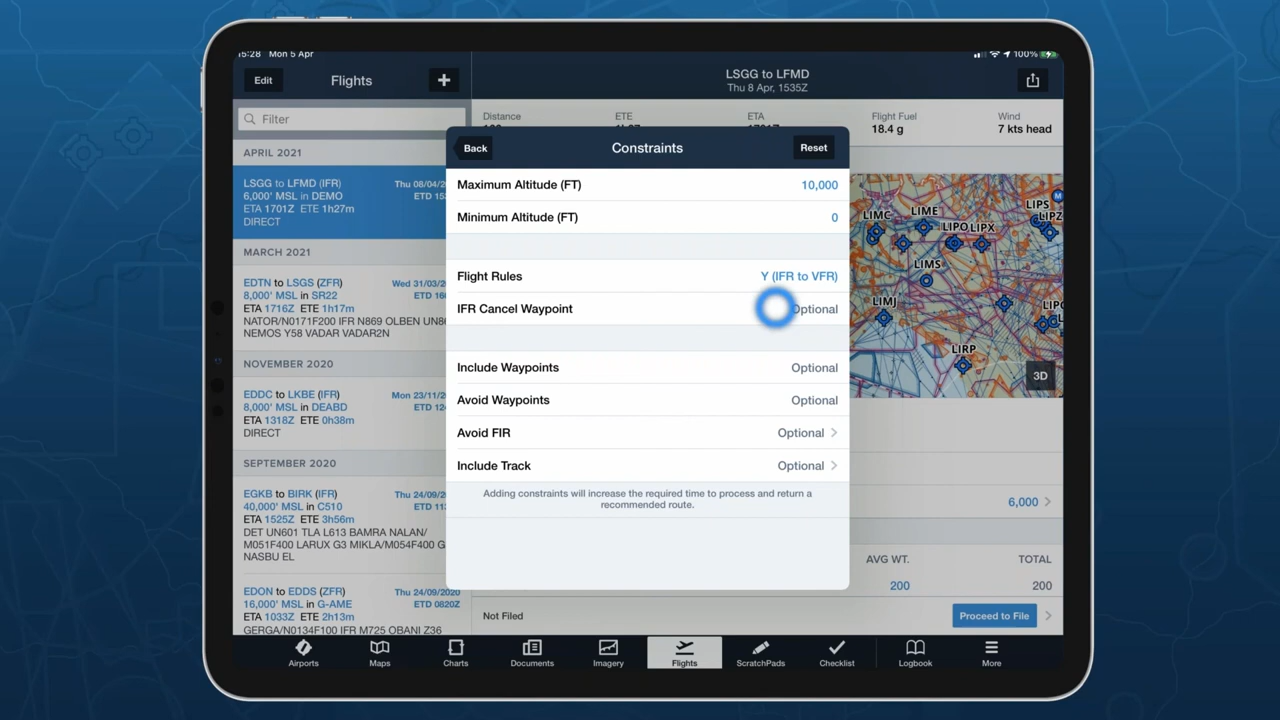 15:28 Mon 5 Apr
100%
Edit
Flights
+
LSGG to LFMD
Thu 8 Apr, 1535Z
Filter
Distance
ETE
ETA
Flight Fuel
18.4 g
Wind
7 kts head
APRIL 2021
LSGG to LFMD (IFR)
Thu 08/04/2
6,000' MSL in DEMO
ETD 15
ETA 1701Z ETE 1h27m
DIRECT
MARCH 2021
EDTN to LSGS (ZFR)
Wed 31/03/2
8,000' MSL in SR22
ETD 16
ETA 1716Z ETE 1h17m
NATOR/N0171F200 IFR N869 OLBEN UN8
NEMOS Y58 VADAR VADAR2N
NOVEMBER 2020
EDDC to LKBE (IFR)
Mon 23/11/2
8,000' MSL in DEABD
ETD 12
ETA 1318Z ETE 0h38m
DIRECT
SEPTEMBER 2020
EGKB to BIRK (IFR)
Thu 24/09/2
40,000' MSL in C510
ETD 11
ETA 1525Z ETE 3h56m
DET UN601 TLA L613 BAMRA NALAN/
M051F400 LARUX G3 MIKLA/M054F400 G
NASBU EL
EDON to EDDS (ZFR)
Thu 24/09/2020
16,000' MSL in G-AME
ETD 0820Z
ETA 1033Z ETE 2h13m
GERGA/N0134F100 IFR M725 OBANI Z36
Back
Constraints
Reset
Maximum Altitude (FT)
10,000
Minimum Altitude (FT)
0
Flight Rules
Y (IFR to VFR)
IFR Cancel Waypoint
Optional
Include Waypoints
Optional
Avoid Waypoints
Optional
Avoid FIR
Optional
Include Track
Optional
Adding constraints will increase the required time to process and return a
recommended route.
M
LIPS
LIMC
LIME
LIPZ
LIPO
LIPX
LIMS
LIMJ
LIPC
LIRP
3D
6,000
AVG WT.
TOTAL
200
200
Not Filed
Proceed to File
Airports
Maps
Charts
Documents
Imagery
Flights
ScratchPads
Checklist
Logbook
More